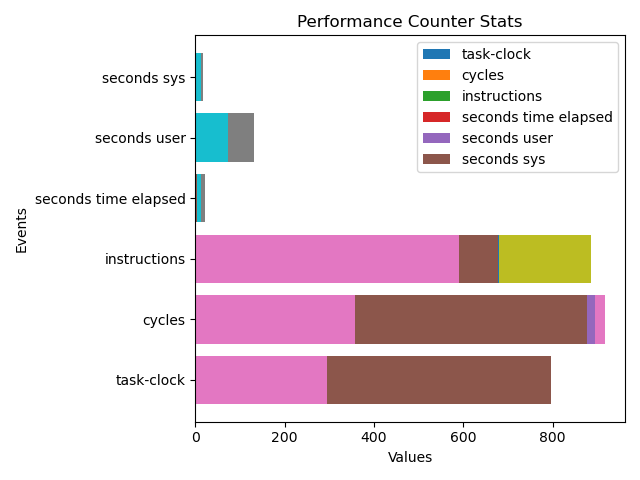 Performance Counter Stats
task-clock
cycles
instructions
seconds time elapsed
seconds user
seconds sys
seconds sys
seconds user
seconds time elapsed
instructions
cycles
task-clock
Events
0 200 400 600 800
Values